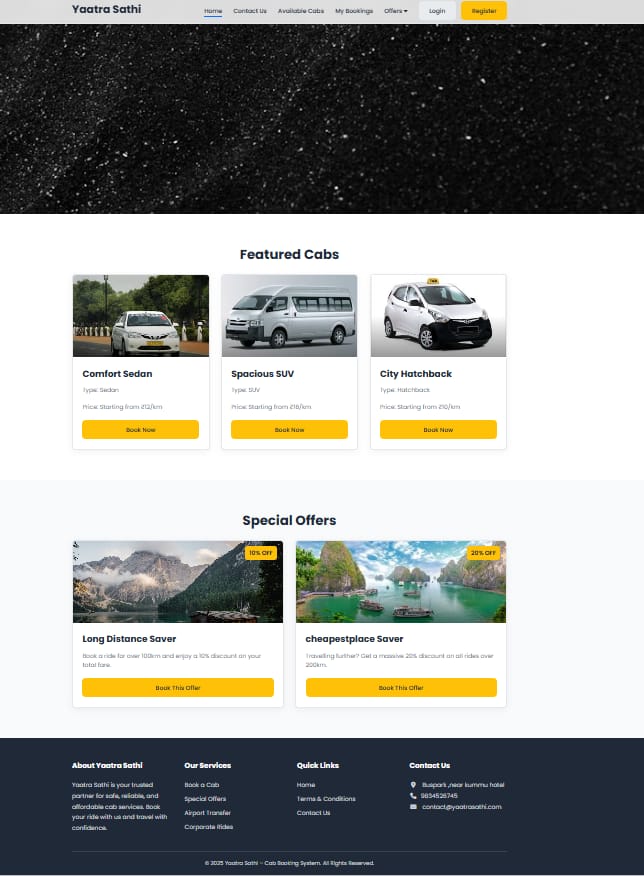 Yaatra Sathi
Home Contact Us Available Cabs My Bookings Offers Login Register
Featured Cabs
Comfort Sedan
Type: Sedan
Price: Starting from ₹12/km
Book Now
Spacious SUV
Type: SUV
Price: Starting from ₹18/km
Book Now
City Hatchback
Type: Hatchback
Price: Starting from ₹10/km
Book Now
Special Offers
10% OFF
Long Distance Saver
Book a ride for over 100km and enjoy a 10% discount on your
total fare.
Book This Offer
20% OFF
cheapestplace Saver
Travelling further? Get a massive 20% discount on all rides over
200km.
Book This Offer
About Yaatra Sathi
Yaatra Sathi is your trusted
partner for safe, reliable, and
affordable cab services. Book
your ride with us and travel with
confidence.
Our Services
Book a Cab
Special Offers
Airport Transfer
Corporate Rides
Quick Links
Home
Terms & Conditions
Contact Us
Contact Us
Buspark ,near kummu hotel
9834526745
contact@yaatrasathi.com
© 2025 Yaatra Sathi – Cab Booking System. All Rights Reserved.